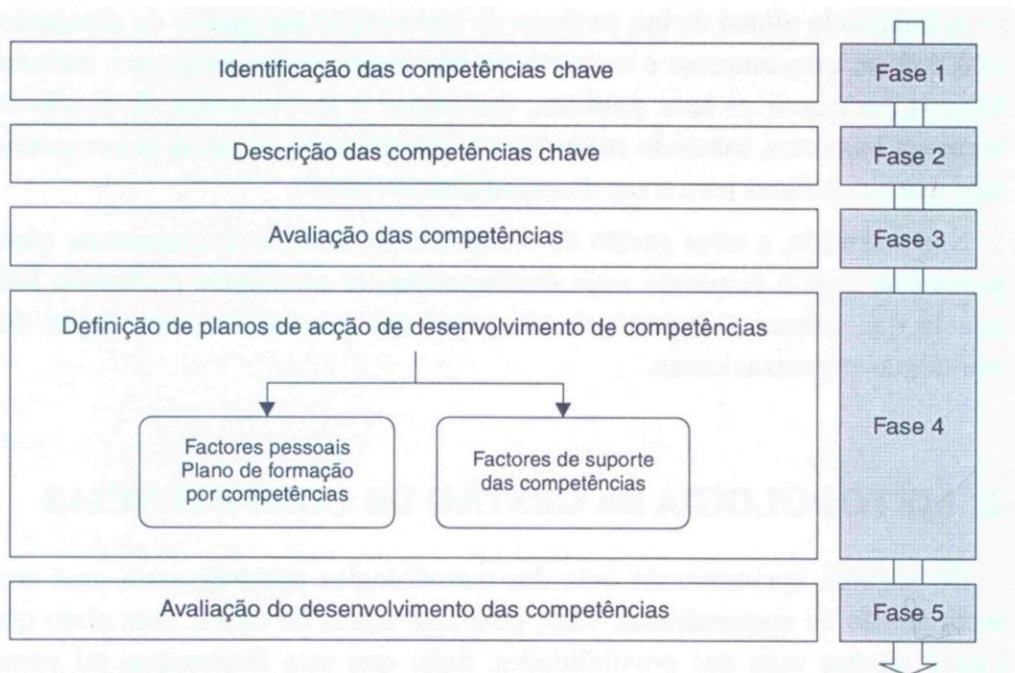 Identificação das competências chave
Fase 1
Descrição das competências chave
Fase 2
Avaliação das competências
Fase 3
Definição de planos de acção de desenvolvimento de competências
Factores pessoais
Plano de formação
por competências
Factores de suporte
das competências
Fase 4
Avaliação do desenvolvimento das competências
Fase 5